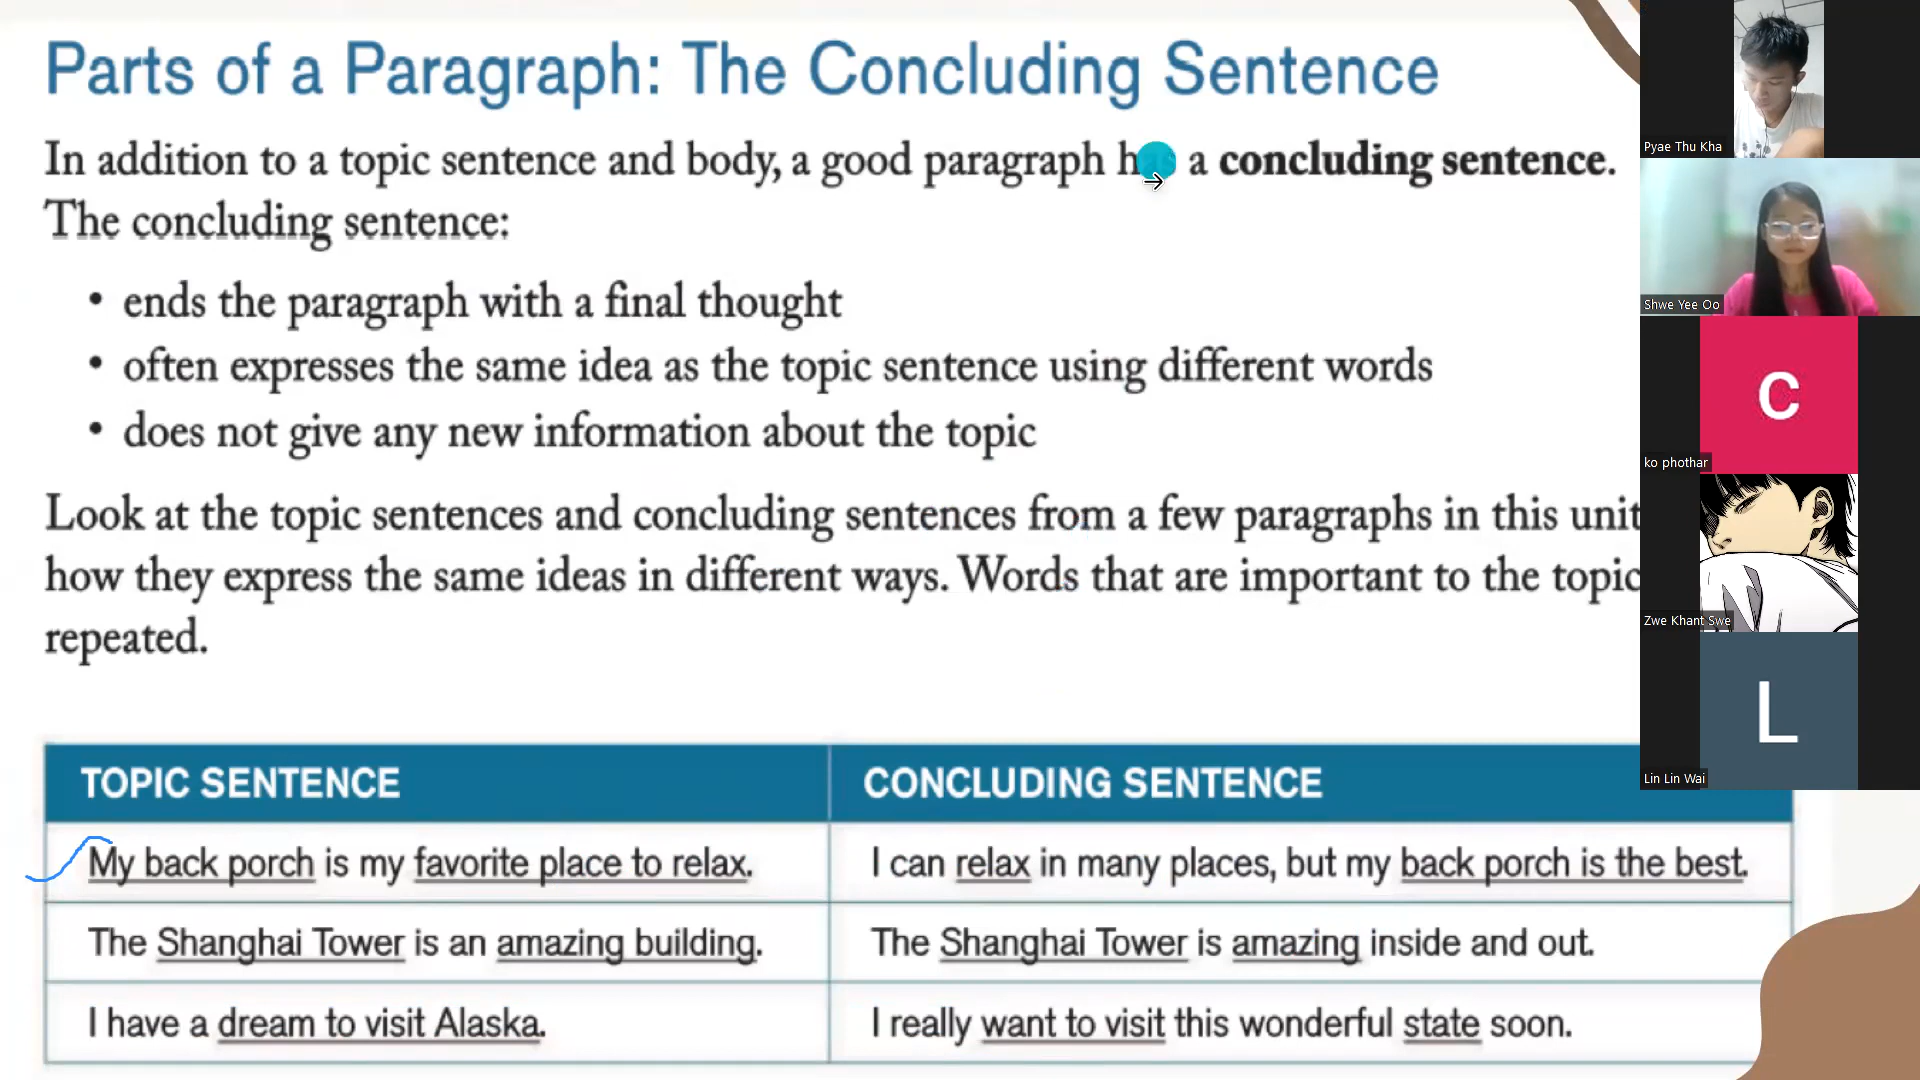 Parts of a Paragraph: The Concluding Sentence
In addition to a topic sentence and body, a good paragraph has a concluding sentence.
The concluding sentence:
• ends the paragraph with a final thought
• often expresses the same idea as the topic sentence using different words
• does not give any new information about the topic
Look at the topic sentences and concluding sentences from a few paragraphs in this unit
how they express the same ideas in different ways. Words that are important to the topic
repeated.
TOPIC SENTENCE CONCLUDING SENTENCE
My back porch is my favorite place to relax. I can relax in many places, but my back porch is the best.
The Shanghai Tower is an amazing building. The Shanghai Tower is amazing inside and out.
I have a dream to visit Alaska. I really want to visit this wonderful state soon.
Pyae Thu Kha
Shwe Yee Oo
C
ko phothar
Zwe Khant Swe
L
Lin Lin Wai